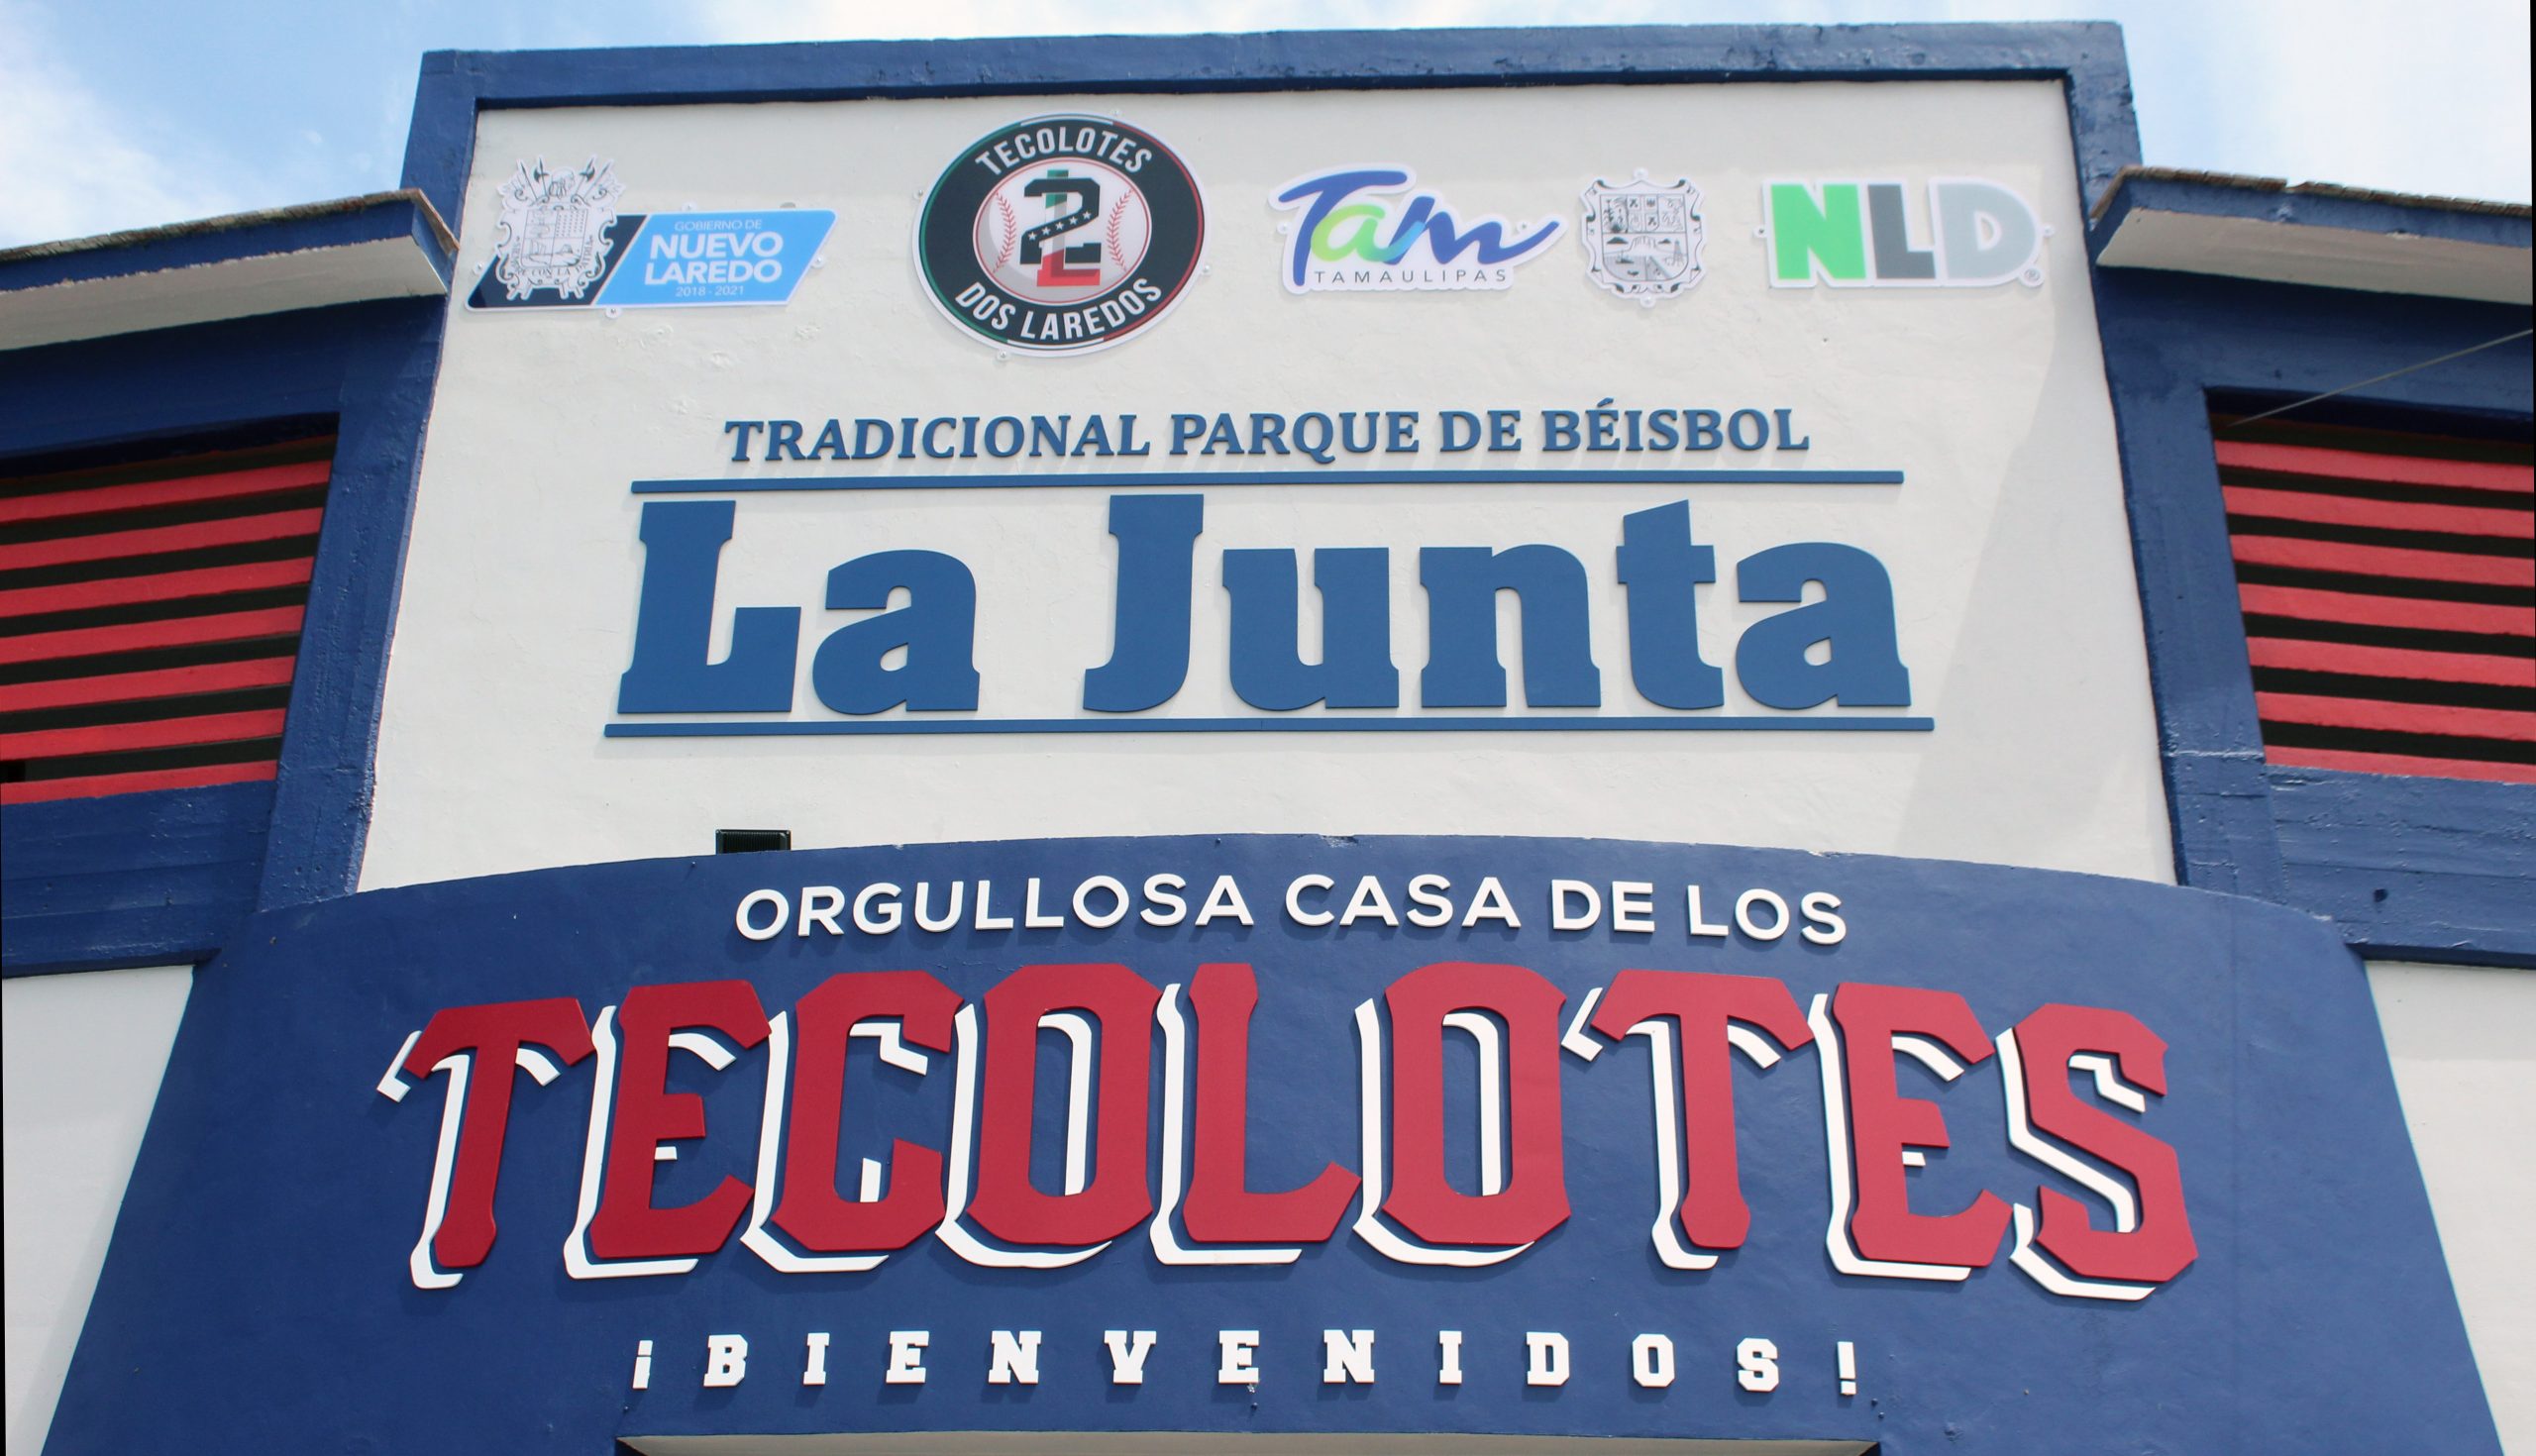 GOBIERNO DE
NUEVO
LAREDO
2018 - 2021
TECOLOTES
2L
DOS LAREDOS
Tam
TAMAULIPAS
NLD®
TRADICIONAL PARQUE DE BÉISBOL
La Junta
ORGULLOSA CASA DE LOS
TECOLOTES
¡BIENVENIDOS!